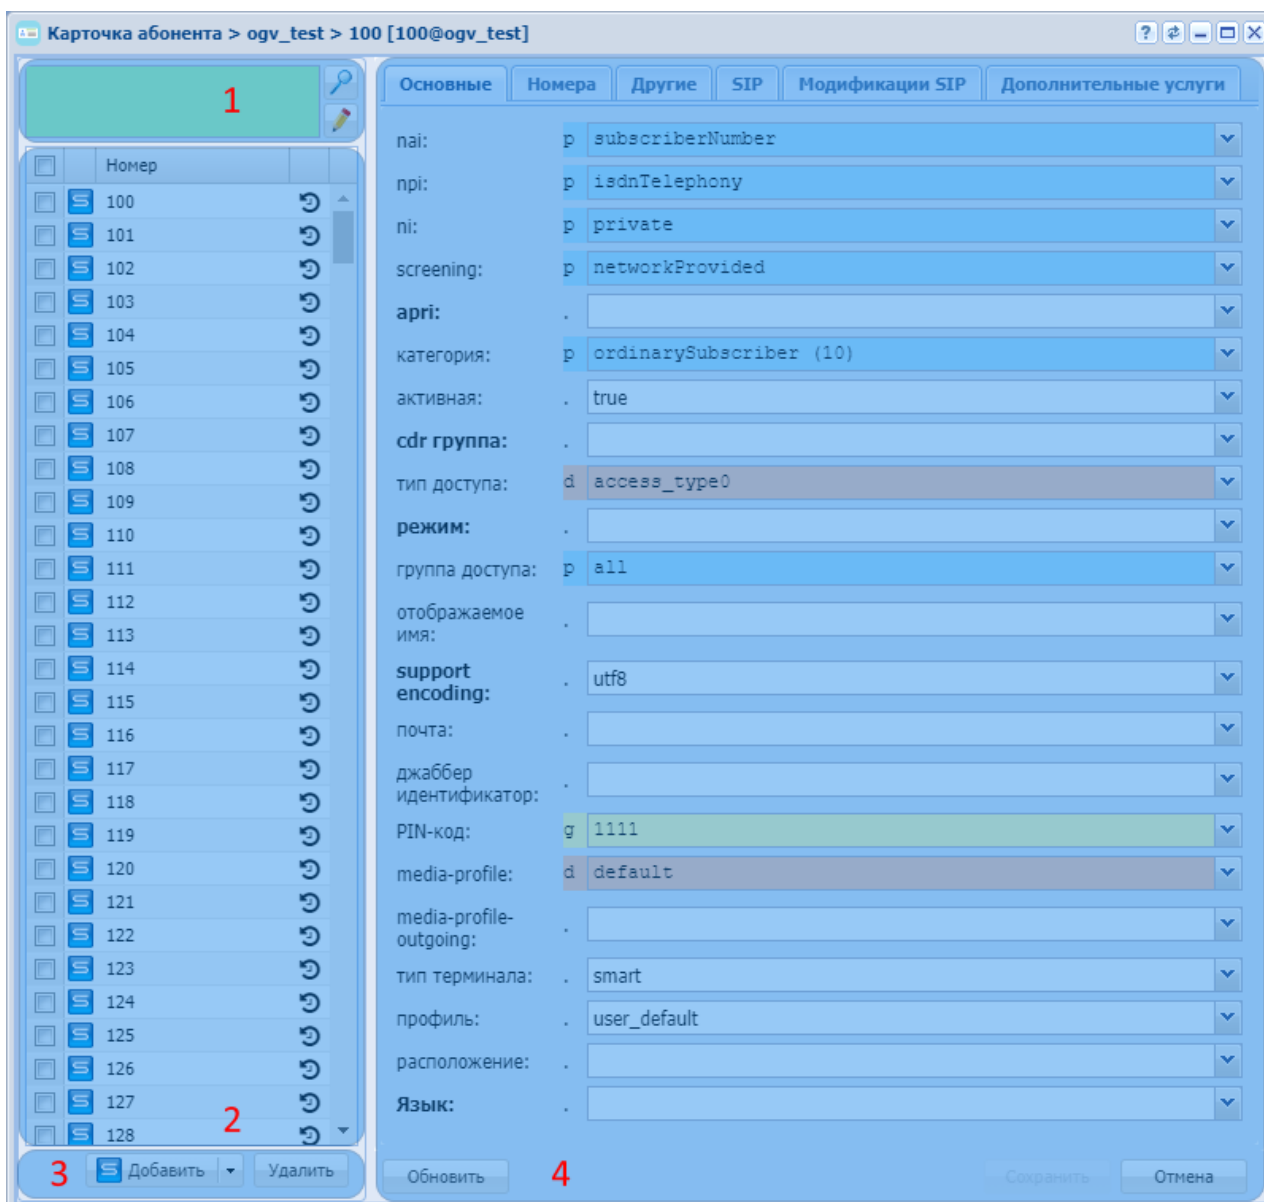 Карточка абонента > ogv_test > 100 [100@ogv_test]
1
Номер
100
101
102
103
104
105
106
107
108
109
110
111
112
113
114
115
116
117
118
119
120
121
122
123
124
125
126
127
128
2
3 Добавить Удалить
Основные Номера Другие SIP Модификации SIP Дополнительные услуги
nai: p subscriberNumber
npi: p isdnTelephony
ni: p private
screening: p networkProvided
apri: .
категория: p ordinarySubscriber (10)
активная: . true
cdr группа: .
тип доступа: d access_type0
режим: .
группа доступа: p all
отображаемое
имя: .
support
encoding: . utf8
почта: .
джаббер
идентификатор: .
PIN-код: g 1111
media-profile: d default
media-profile-
outgoing: .
тип терминала: . smart
профиль: . user_default
расположение: .
Язык: .
Обновить 4 Сохранить Отмена